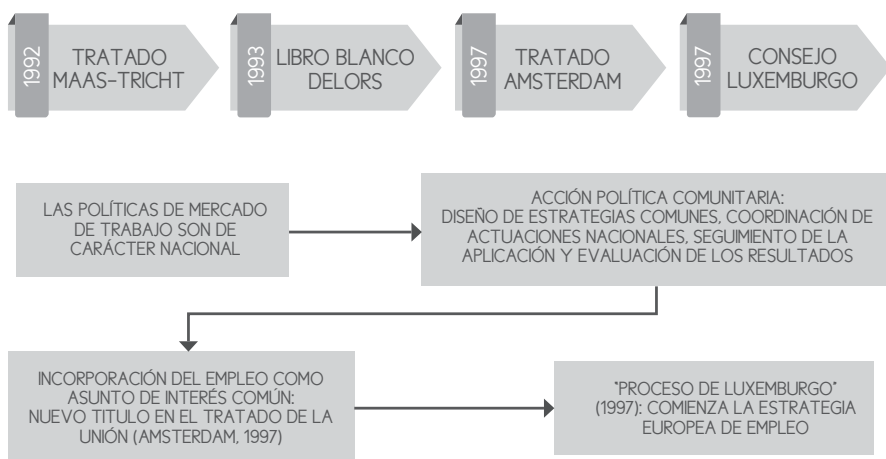 1992
TRATADO
MAAS-TRICHT
1993
LIBRO BLANCO
DELORS
1997
TRATADO
AMSTERDAM
1997
CONSEJO
LUXEMBURGO
LAS POLÍTICAS DE MERCADO
DE TRABAJO SON DE
CARÁCTER NACIONAL
ACCIÓN POLÍTICA COMUNITARIA:
DISEÑO DE ESTRATEGIAS COMUNES, COORDINACIÓN DE
ACTUACIONES NACIONALES, SEGUIMIENTO DE LA
APLICACIÓN Y EVALUACIÓN DE LOS RESULTADOS
INCORPORACIÓN DEL EMPLEO COMO
ASUNTO DE INTERÉS COMÚN:
NUEVO TITULO EN EL TRATADO DE LA
UNIÓN (AMSTERDAM, 1997)
"PROCESO DE LUXEMBURGO"
(1997): COMIENZA LA ESTRATEGIA
EUROPEA DE EMPLEO